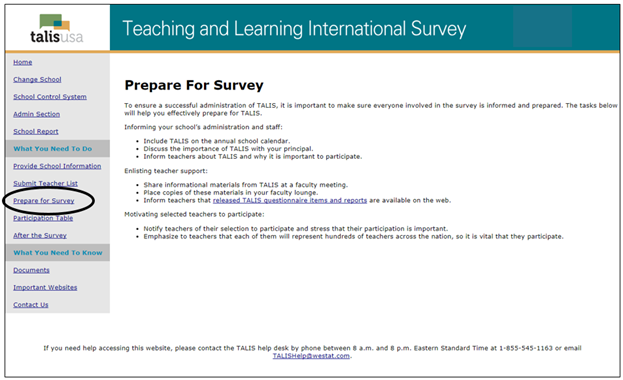 talisusa
Teaching and Learning International Survey
Home
Change School
School Control System
Admin Section
School Report
What You Need To Do
Provide School Information
Submit Teacher List
Prepare for Survey
Participation Table
After the Survey
What You Need To Know
Documents
Important Websites
Contact Us
Prepare For Survey
To ensure a successful administration of TALIS, it is important to make sure everyone involved in the survey is informed and prepared. The tasks below
will help you effectively prepare for TALIS.
Informing your school's administration and staff:
• Include TALIS on the annual school calendar.
• Discuss the importance of TALIS with your principal.
• Inform teachers about TALIS and why it is important to participate.
Enlisting teacher support:
• Share informational materials from TALIS at a faculty meeting.
• Place copies of these materials in your faculty lounge.
• Inform teachers that released TALIS questionnaire items and reports are available on the web.
Motivating selected teachers to participate:
• Notify teachers of their selection to participate and stress that their participation is important.
• Emphasize to teachers that each of them will represent hundreds of teachers across the nation, so it is vital that they participate.
If you need help accessing this website, please contact the TALIS help desk by phone between 8 a.m. and 8 p.m. Eastern Standard Time at 1-855-545-1163 or email
TALISHelp@westat.com.